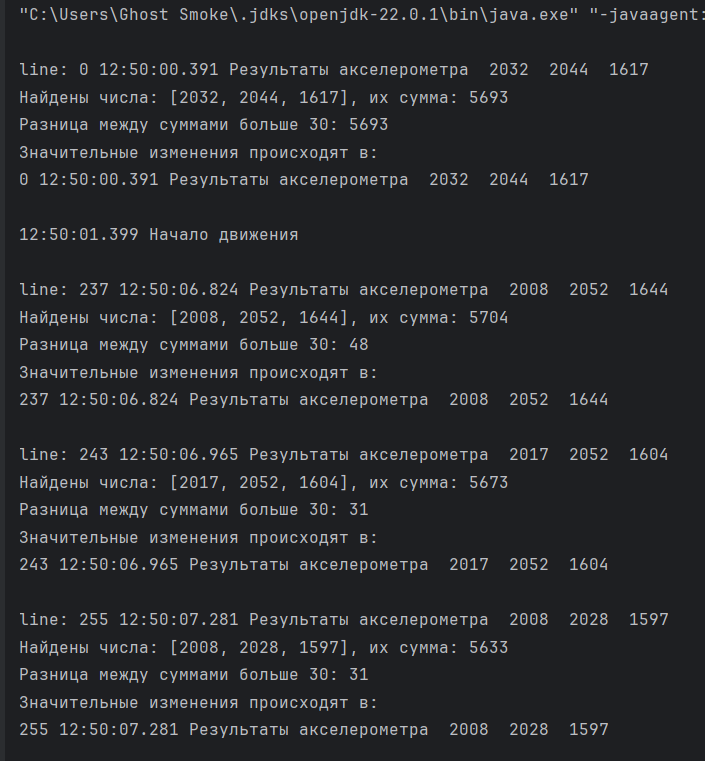 "C:\Users\Ghost Smoke\.jdks\openjdk-22.0.1\bin\java.exe" "-javaagent:
line: 0 12:50:00.391 Результаты акселерометра  2032  2044  1617
Найдены числа: [2032, 2044, 1617], их сумма: 5693
Разница между суммами больше 30: 5693
Значительные изменения происходят в:
0 12:50:00.391 Результаты акселерометра  2032  2044  1617
12:50:01.399 Начало движения
line: 237 12:50:06.824 Результаты акселерометра  2008  2052  1644
Найдены числа: [2008, 2052, 1644], их сумма: 5704
Разница между суммами больше 30: 48
Значительные изменения происходят в:
237 12:50:06.824 Результаты акселерометра  2008  2052  1644
line: 243 12:50:06.965 Результаты акселерометра  2017  2052  1604
Найдены числа: [2017, 2052, 1604], их сумма: 5673
Разница между суммами больше 30: 31
Значительные изменения происходят в:
243 12:50:06.965 Результаты акселерометра  2017  2052  1604
line: 255 12:50:07.281 Результаты акселерометра  2008  2028  1597
Найдены числа: [2008, 2028, 1597], их сумма: 5633
Разница между суммами больше 30: 31
Значительные изменения происходят в:
255 12:50:07.281 Результаты акселерометра  2008  2028  1597